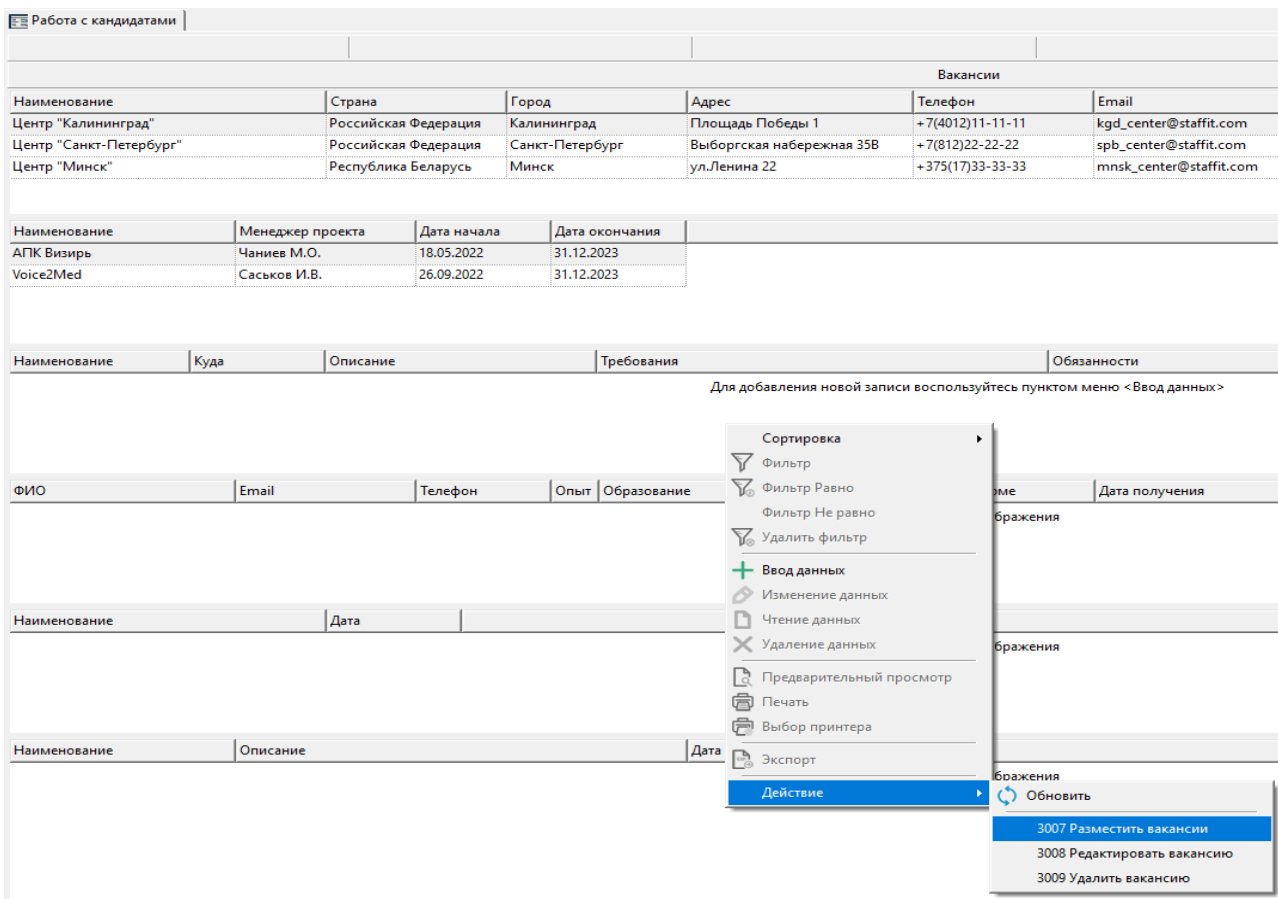 Работа с кандидатами
Вакансии
Наименование Страна Город Адрес Телефон Email
Центр "Калининград" Российская Федерация Калининград Площадь Победы 1 +7(4012)11-11-11 kgd_center@staffit.com
Центр "Санкт-Петербург" Российская Федерация Санкт-Петербург Выборгская набережная 35В +7(812)22-22-22 spb_center@staffit.com
Центр "Минск" Республика Беларусь Минск ул.Ленина 22 +375(17)33-33-33 mnsk_center@staffit.com
Наименование Менеджер проекта Дата начала Дата окончания
АПК Визирь Чаниев М.О. 18.05.2022 31.12.2023
Voice2Med Саськов И.В. 26.09.2022 31.12.2023
Наименование Куда Описание Требования Обязанности
Для добавления новой записи воспользуйтесь пунктом меню <Ввод данных>
Сортировка
Фильтр
ФИО Email Телефон Опыт Образование Фильтр Равно оме Дата получения
Фильтр Не равно бражения
Удалить фильтр
Ввод данных
Изменение данных
Наименование Дата Чтение данных
Удаление данных бражения
Предварительный просмотр
Печать
Выбор принтера
Наименование Описание Дата
Экспорт
бражения
Действие Обновить
3007 Разместить вакансии
3008 Редактировать вакансию
3009 Удалить вакансию